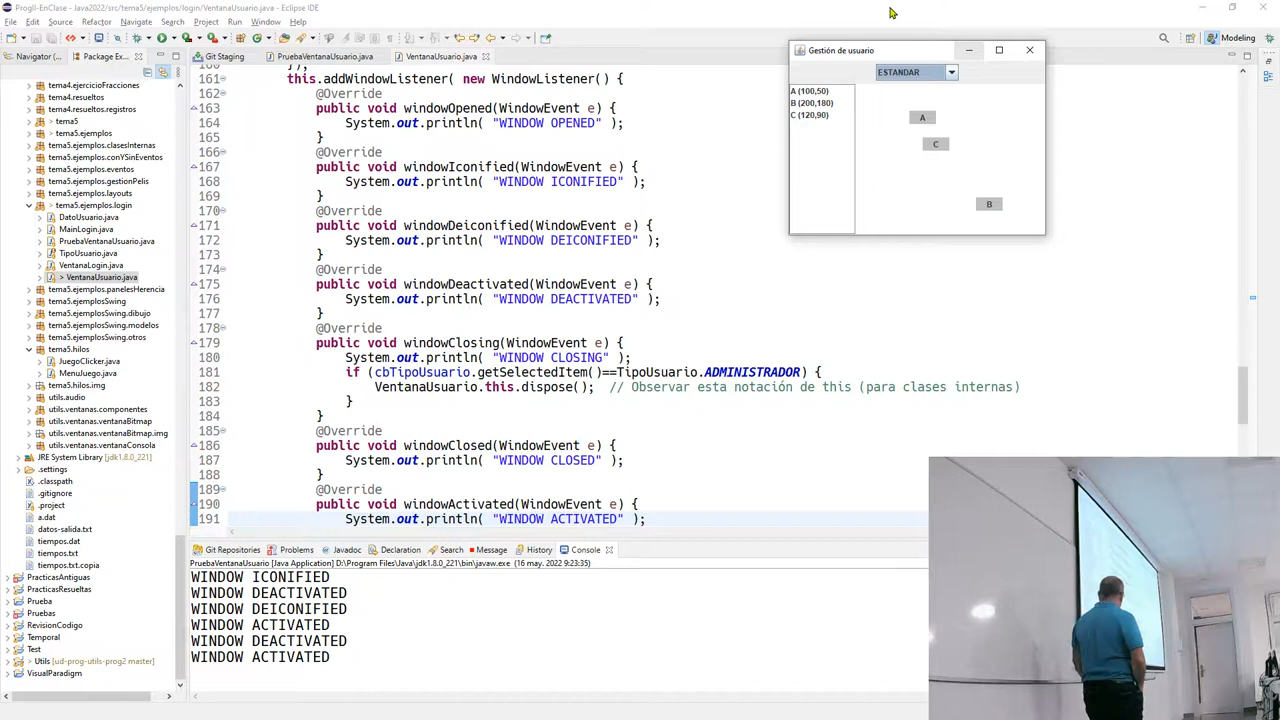 ProgII-EnClase - Java2022/src/tema5/ejemplos/login/VentanaUsuario.java - Eclipse IDE
File Edit Source Refactor Navigate Search Project Run Window Help
Modeling
Navigator (... Package Ex...
Git Staging PruebaVentanaUsuario.java VentanaUsuario.java
tema4.ejercicioFracciones
tema4.resueltos
tema4.resueltos.registros
> tema5
> tema5.ejemplos
tema5.ejemplos.clasesInternas
tema5.ejemplos.conYSinEventos
tema5.ejemplos.eventos
tema5.ejemplos.gestionPelis
tema5.ejemplos.layouts
> tema5.ejemplos.login
DatoUsuario.java
MainLogin.java
PruebaVentanaUsuario.java
TipoUsuario.java
VentanaLogin.java
> VentanaUsuario.java
tema5.ejemplos.panelesHerencia
tema5.ejemplosSwing
tema5.ejemplosSwing.dibujo
tema5.ejemplosSwing.modelos
tema5.ejemplosSwing.otros
tema5.hilos
JuegoClicker.java
MenuJuego.java
tema5.hilos.img
utils.audio
utils.ventanas.componentes
utils.ventanas.ventanaBitmap
utils.ventanas.ventanaBitmap.img
utils.ventanas.ventanaConsola
JRE System Library [jdk1.8.0_221]
.settings
.classpath
.gitignore
.project
a.dat
datos-salida.txt
tiempos.dat
tiempos.txt
tiempos.txt.copia
PracticasAntiguas
PracticasResueltas
Prueba
Pruebas
RevisionCodigo
Temporal
Test
> Utils [ud-prog-utils-prog2 master]
VisualParadigm
160 });
161 this.addWindowListener( new WindowListener() {
162 @Override
163 public void windowOpened(WindowEvent e) {
164 System.out.println( "WINDOW OPENED" );
165 }
166 @Override
167 public void windowIconified(WindowEvent e) {
168 System.out.println( "WINDOW ICONIFIED" );
169 }
170 @Override
171 public void windowDeiconified(WindowEvent e) {
172 System.out.println( "WINDOW DEICONIFIED" );
173 }
174 @Override
175 public void windowDeactivated(WindowEvent e) {
176 System.out.println( "WINDOW DEACTIVATED" );
177 }
178 @Override
179 public void windowClosing(WindowEvent e) {
180 System.out.println( "WINDOW CLOSING" );
181 if (cbTipoUsuario.getSelectedItem()==TipoUsuario.ADMINISTRADOR) {
182 VentanaUsuario.this.dispose(); // Observar esta notación de this (para clases internas)
183 }
184 }
185 @Override
186 public void windowClosed(WindowEvent e) {
187 System.out.println( "WINDOW CLOSED" );
188 }
189 @Override
190 public void windowActivated(WindowEvent e) {
191 System.out.println( "WINDOW ACTIVATED" );
Gestión de usuario
ESTANDAR
A (100,50)
B (200,180)
C (120,90)
A
C
B
Git Repositories Problems Javadoc Declaration Search Message History Console
PruebaVentanaUsuario [Java Application] D:\Program Files\Java\jdk1.8.0_221\bin\javaw.exe (16 may. 2022 9:23:35)
WINDOW ICONIFIED
WINDOW DEACTIVATED
WINDOW DEICONIFIED
WINDOW ACTIVATED
WINDOW DEACTIVATED
WINDOW ACTIVATED